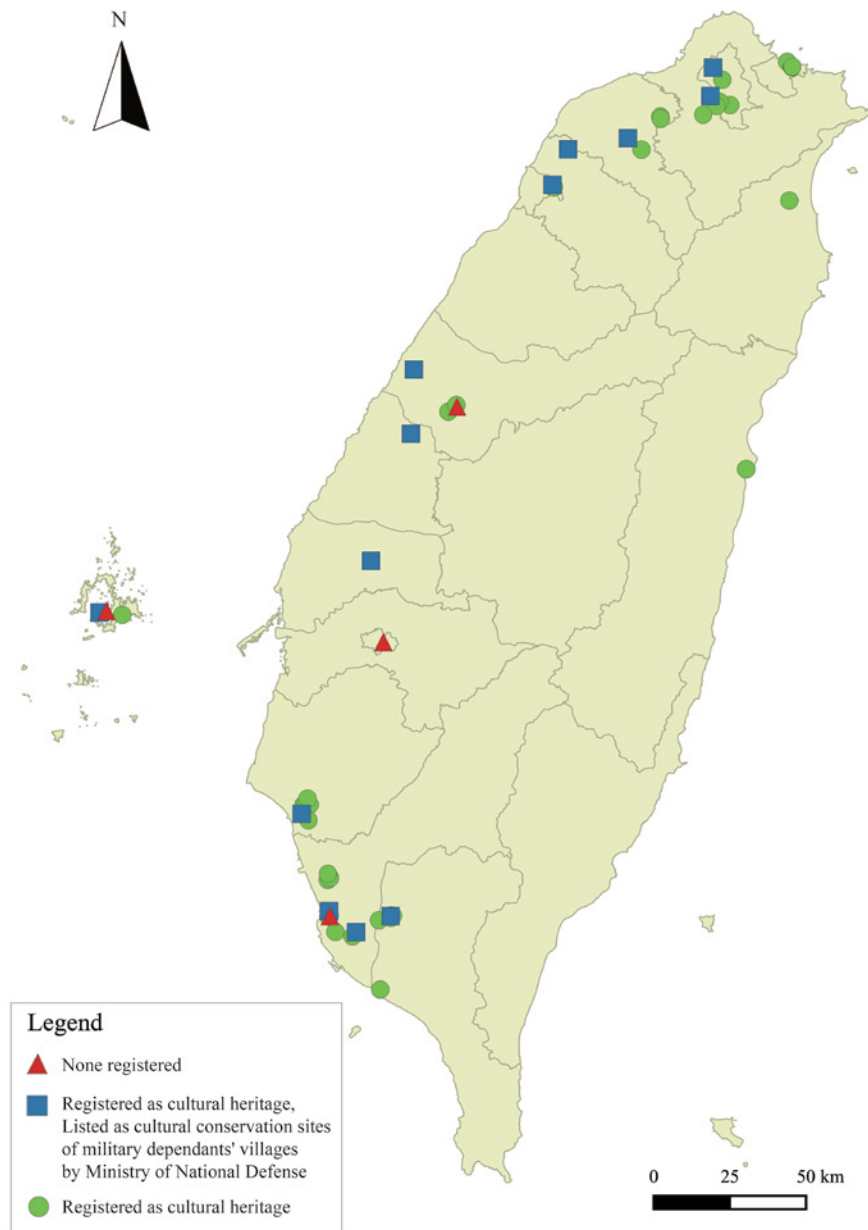 N
Legend
None registered
Registered as cultural heritage,
Listed as cultural conservation sites
of military dependants' villages
by Ministry of National Defense
Registered as cultural heritage
0 25 50 km